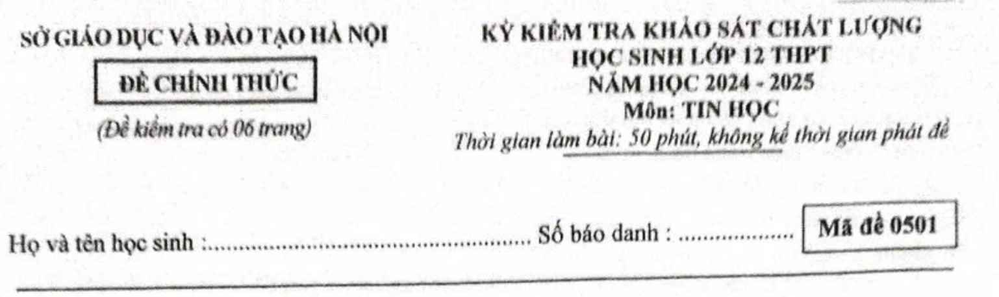 SỞ GIÁO DỤC VÀ ĐÀO TẠO HÀ NỘI
ĐỀ CHÍNH THỨC
(Đề kiểm tra có 06 trang)
KỲ KIỂM TRA KHẢO SÁT CHẤT LƯỢNG
HỌC SINH LỚP 12 THPT
NĂM HỌC 2024 - 2025
Môn: TIN HỌC
Thời gian làm bài: 50 phút, không kể thời gian phát đề
Họ và tên học sinh :.................................................... Số báo danh : ...................
Mã đề 0501